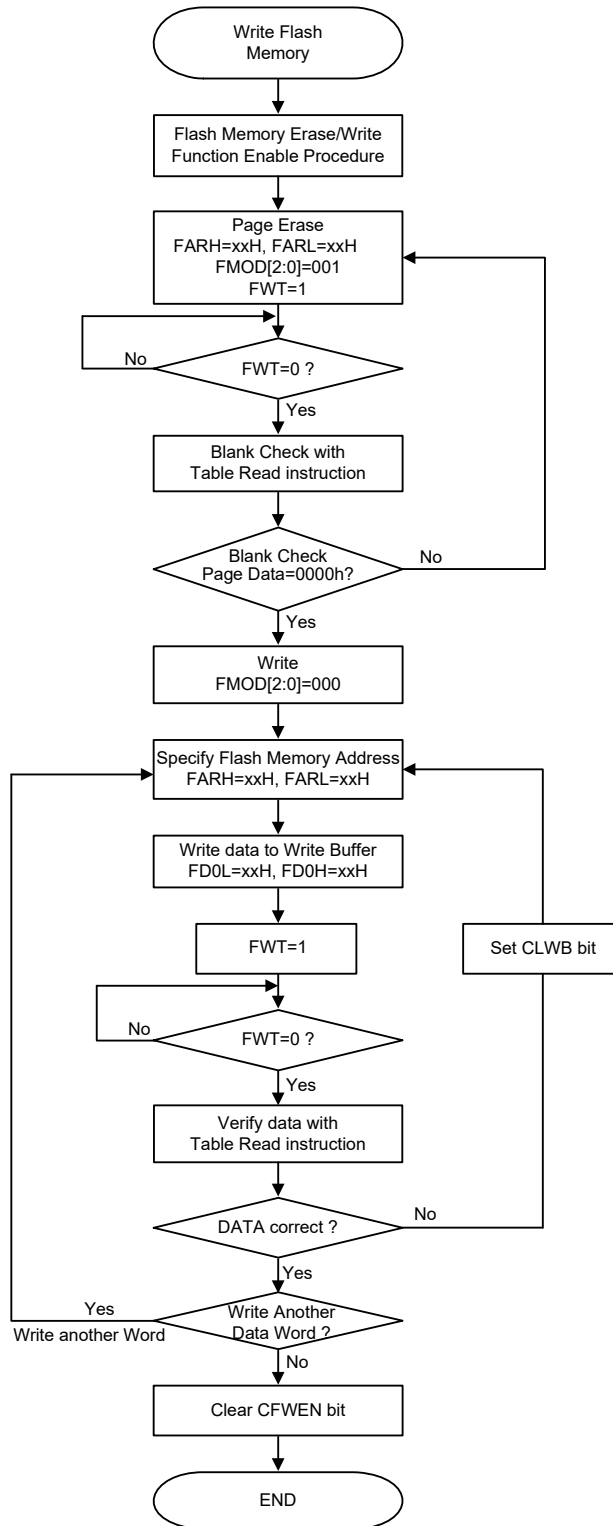 Write Flash
Memory
Flash Memory Erase/Write
Function Enable Procedure
Page Erase
FARH=xxH, FARL=xxH
FMOD[2:0]=001
FWT=1
No
FWT=0 ?
Yes
Blank Check with
Table Read instruction
Blank Check
Page Data=0000h?
No
Yes
Write
FMOD[2:0]=000
Specify Flash Memory Address
FARH=xxH, FARL=xxH
Write data to Write Buffer
FD0L=xxH, FD0H=xxH
FWT=1
Set CLWB bit
No
FWT=0 ?
Yes
Verify data with
Table Read instruction
DATA correct ?
No
Yes
Yes
Write another Word
Write Another
Data Word ?
No
Clear CFWEN bit
END